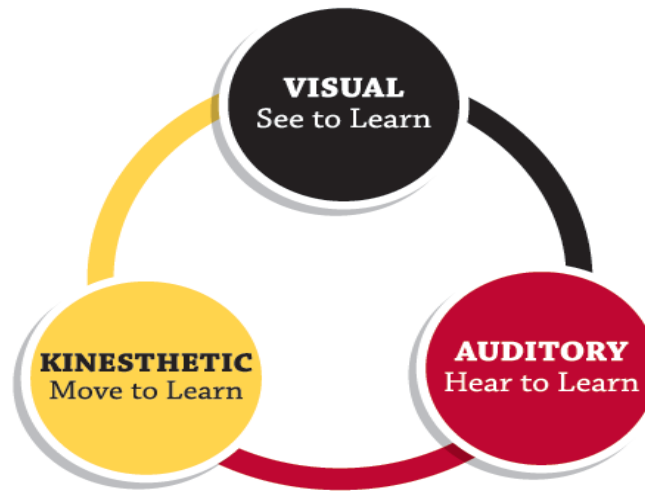 VISUAL
See to Learn
KINESTHETIC
Move to Learn
AUDITORY
Hear to Learn